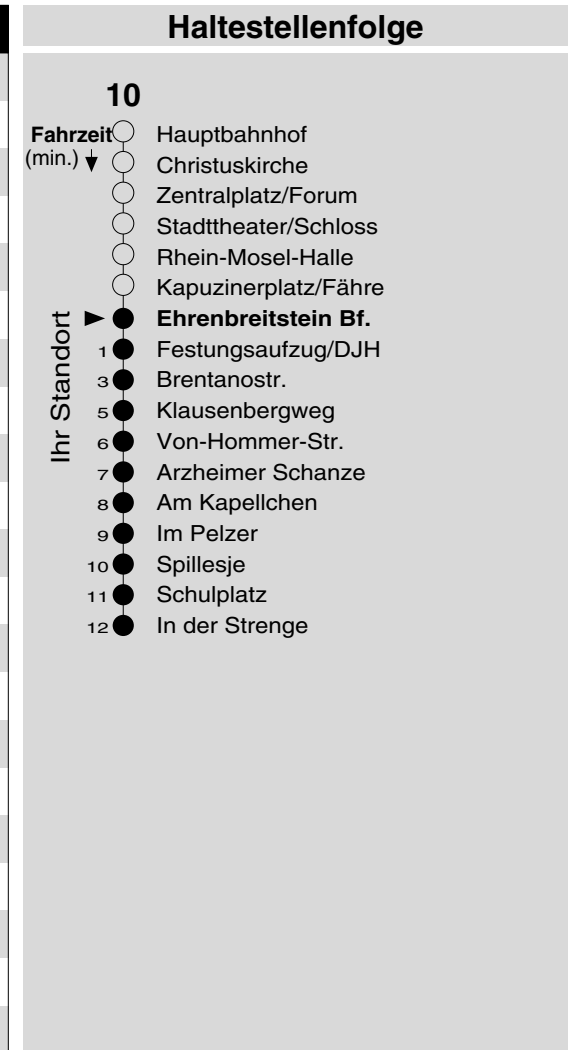 Haltestellenfolge
10
Fahrzeit Hauptbahnhof
(min.) Christuskirche
Zentralplatz/Forum
Stadttheater/Schloss
Rhein-Mosel-Halle
Kapuzinerplatz/Fähre
Ihr Standort
Ehrenbreitstein Bf.
1 Festungsaufzug/DJH
3 Brentanostr.
5 Klausenbergweg
6 Von-Hommer-Str.
7 Arzheimer Schanze
8 Am Kapellchen
9 Im Pelzer
10 Spillesje
11 Schulplatz
12 In der Strenge